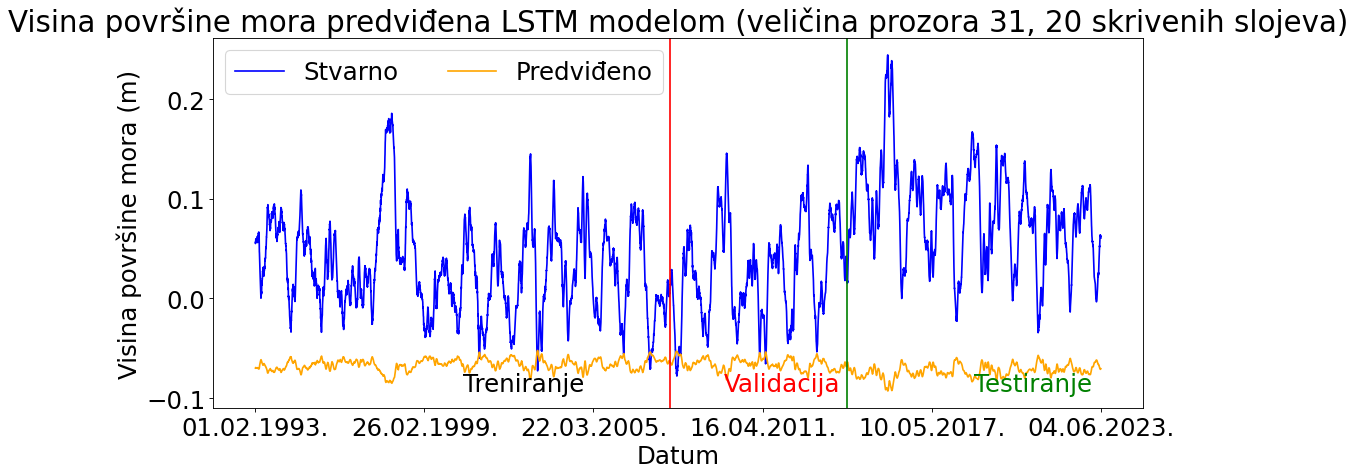 Visina površine mora predviđena LSTM modelom (veličina prozora 31, 20 skrivenih slojeva)
Stvarno
Predviđeno
Visina površine mora (m)
0.2
0.1
0.0
−0.1
Treniranje
Validacija
Testiranje
01.02.1993.
26.02.1999.
22.03.2005.
16.04.2011.
10.05.2017.
04.06.2023.
Datum